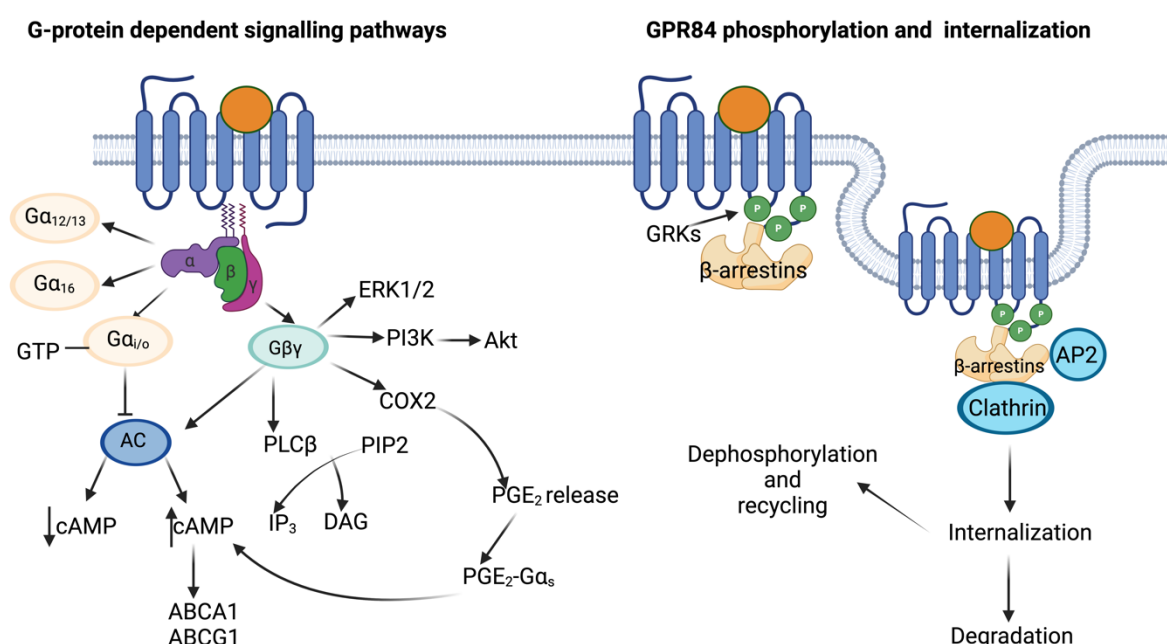 G-protein dependent signalling pathways
GPR84 phosphorylation and internalization
Gα12/13
Gα16
Gαi/o
GTP
α
β
γ
Gβγ
ERK1/2
PI3K
Akt
COX2
AC
PLCβ
PIP2
cAMP
cAMP
IP3
DAG
PGE2 release
PGE2-Gαs
ABCA1
ABCG1
P
P
P
GRKs
β-arrestins
P
P
P
β-arrestins
AP2
Clathrin
Dephosphorylation
and
recycling
Internalization
Degradation